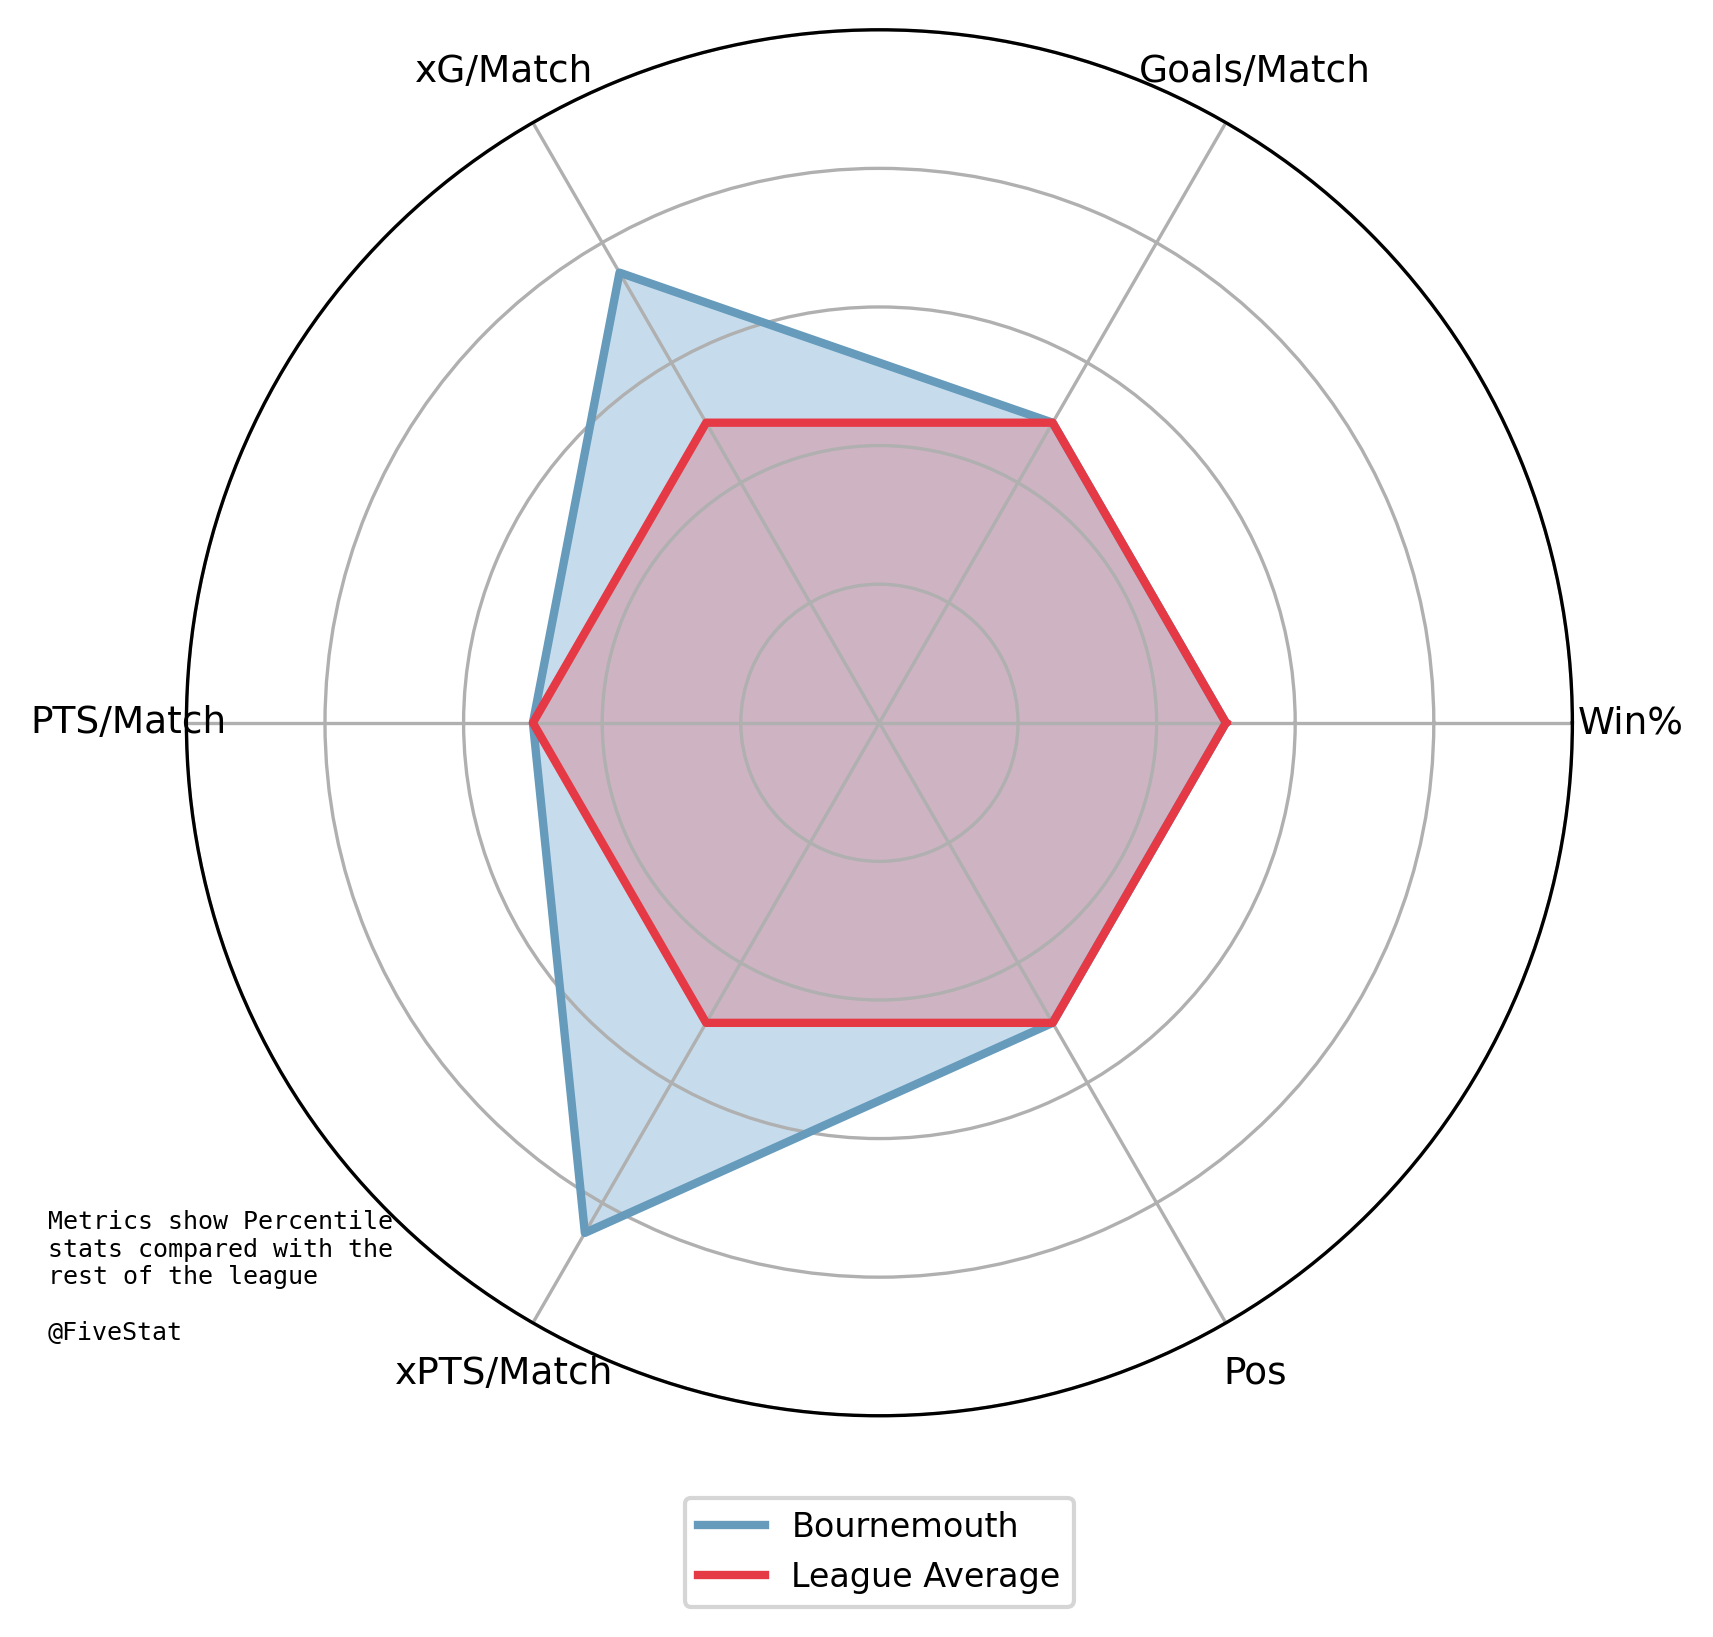 xG/Match
Goals/Match
PTS/Match
Win%
Metrics show Percentile
stats compared with the
rest of the league
@FiveStat
xPTS/Match
Pos
Bournemouth
League Average